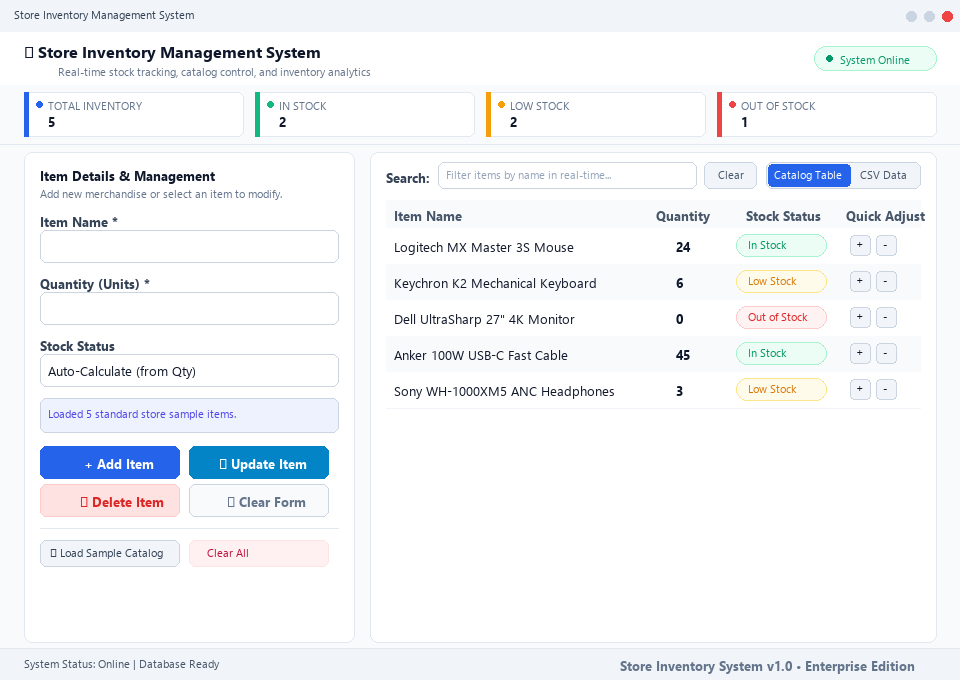 Store Inventory Management System
Store Inventory Management System
Real-time stock tracking, catalog control, and inventory analytics
System Online
TOTAL INVENTORY
5
IN STOCK
2
LOW STOCK
2
OUT OF STOCK
1
Item Details & Management
Add new merchandise or select an item to modify.
Item Name *
Quantity (Units) *
Stock Status
Auto-Calculate (from Qty)
Loaded 5 standard store sample items.
+ Add Item
Update Item
Delete Item
Clear Form
Load Sample Catalog
Clear All
Search: Filter items by name in real-time... Clear Catalog Table CSV Data
Item Name Quantity Stock Status Quick Adjust
Logitech MX Master 3S Mouse 24 In Stock + -
Keychron K2 Mechanical Keyboard 6 Low Stock + -
Dell UltraSharp 27" 4K Monitor 0 Out of Stock + -
Anker 100W USB-C Fast Cable 45 In Stock + -
Sony WH-1000XM5 ANC Headphones 3 Low Stock + -
System Status: Online | Database Ready
Store Inventory System v1.0 • Enterprise Edition